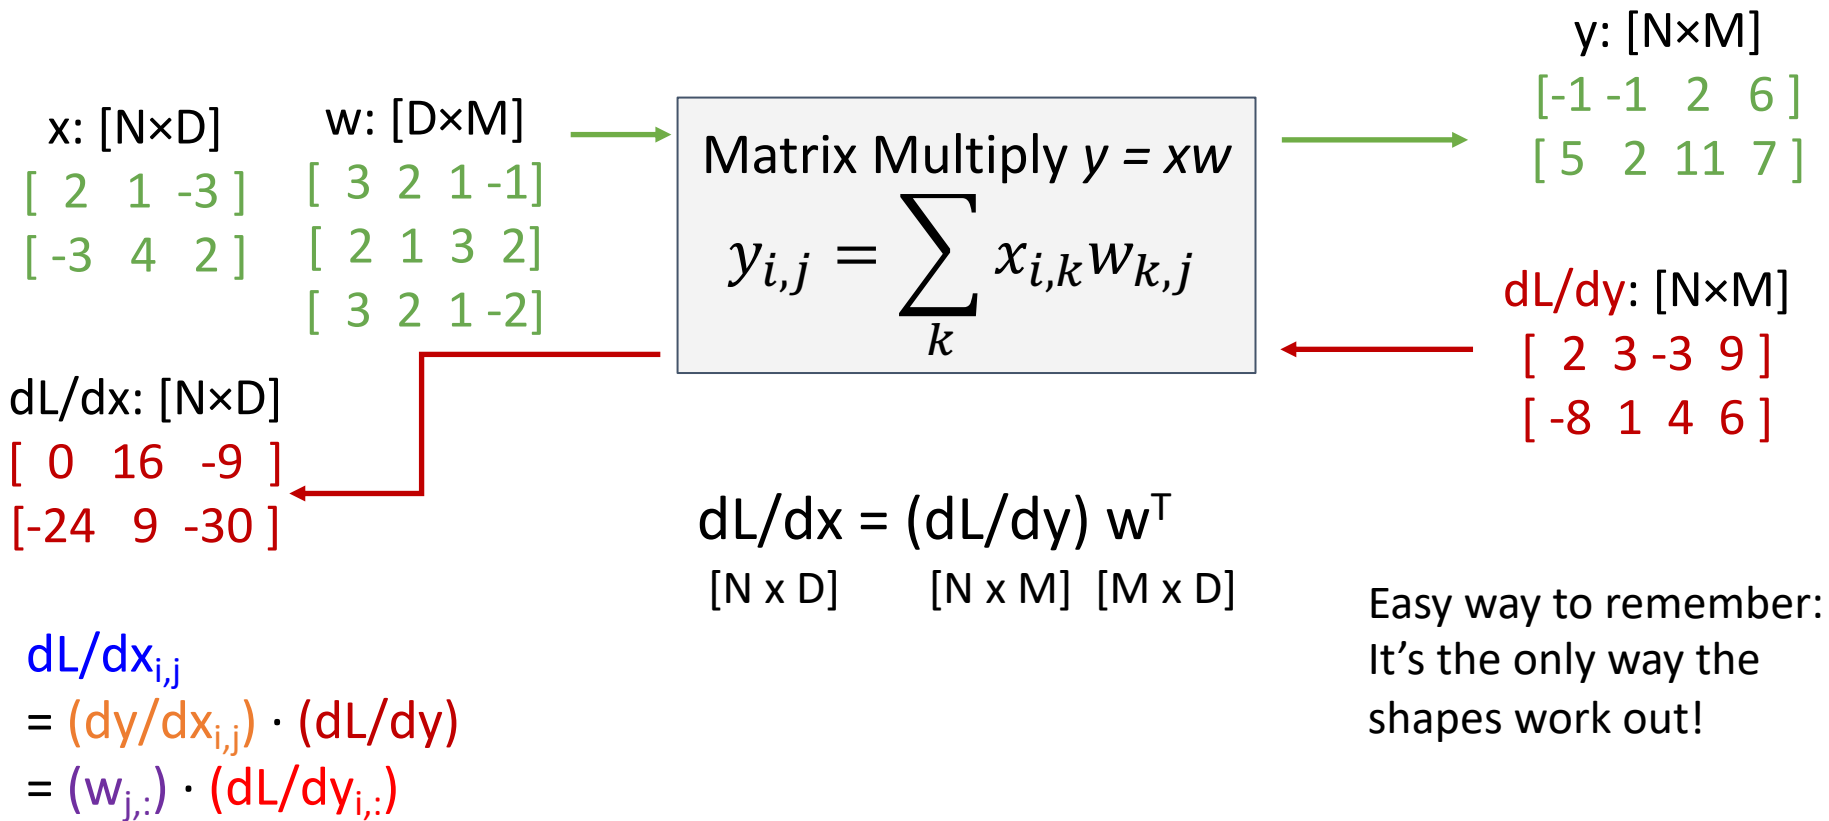 x: [N×D]
[ 2 1 -3 ]
[ -3 4 2 ]
w: [D×M]
[ 3 2 1 -1]
[ 2 1 3 2]
[ 3 2 1 -2]
Matrix Multiply y = xw
y_{i,j} = \sum_k x_{i,k} w_{k,j}
y: [N×M]
[-1 -1 2 6 ]
[ 5 2 11 7 ]
dL/dy: [N×M]
[ 2 3 -3 9 ]
[ -8 1 4 6 ]
dL/dx: [N×D]
[ 0 16 -9 ]
[-24 9 -30 ]
dL/dx = (dL/dy) w^T
[N x D] [N x M] [M x D]
dL/dx_{i,j}
= (dy/dx_{i,j}) · (dL/dy)
= (w_{j,:}) · (dL/dy_{i,:})
Easy way to remember:
It’s the only way the
shapes work out!